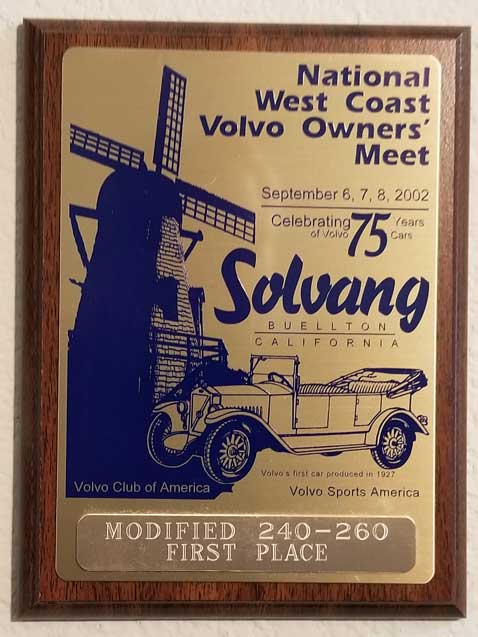 National
West Coast
Volvo Owners'
Meet
September 6, 7, 8, 2002
Celebrating 75 Years
of Volvo Cars
Solvang
BUELLTON
CALIFORNIA
Volvo's first car produced in 1927
Volvo Club of America
Volvo Sports America
MODIFIED 240-260
FIRST PLACE